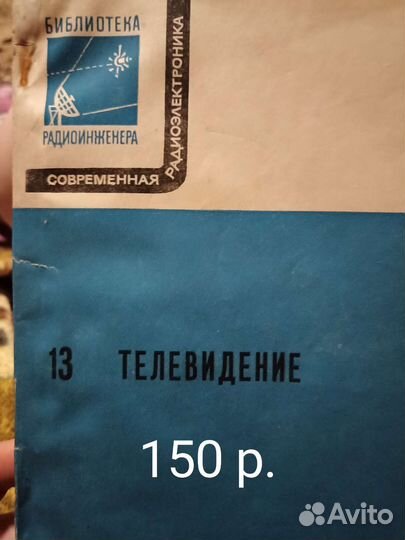 БИБЛИОТЕКА
РАДИОИНЖЕНЕРА
СОВРЕМЕННАЯ
РАДИОЭЛЕКТРОНИКА
13 ТЕЛЕВИДЕНИЕ
150 р.
Avito